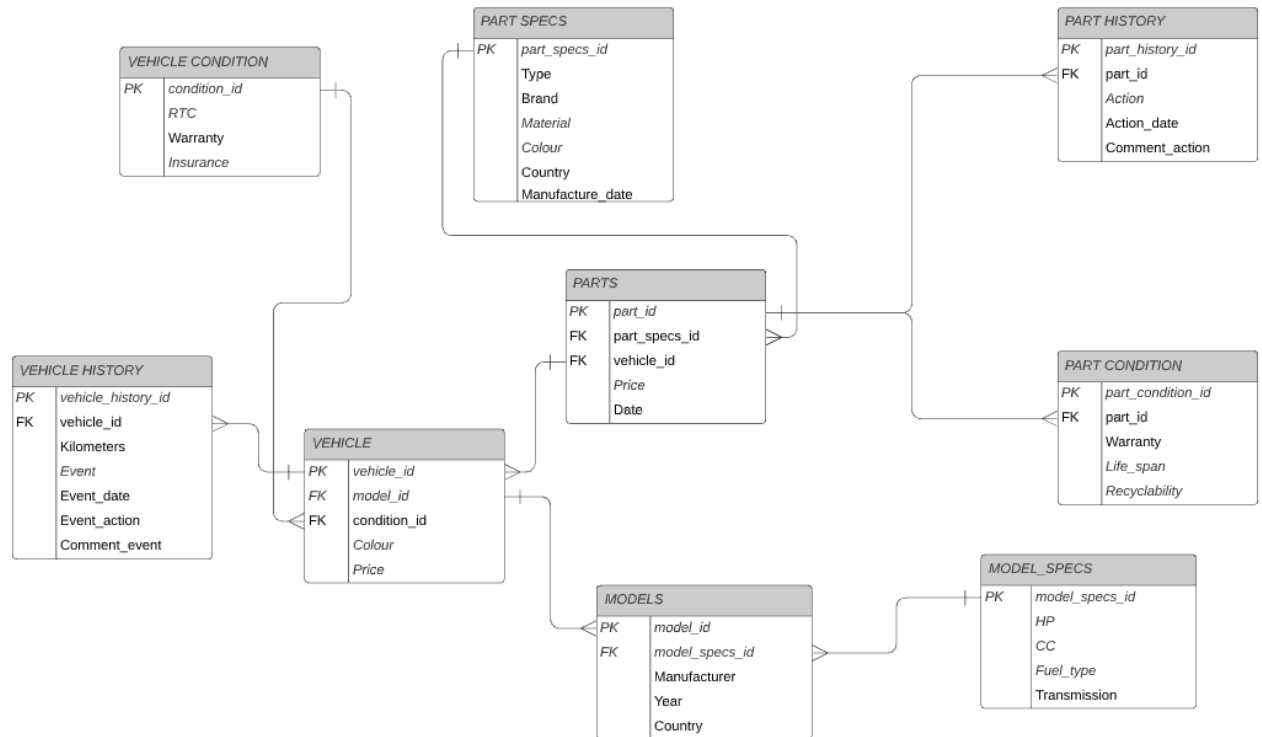 VEHICLE CONDITION
PK condition_id
RTC
Warranty
Insurance
PART SPECS
PK part_specs_id
Type
Brand
Material
Colour
Country
Manufacture_date
PART HISTORY
PK part_history_id
FK part_id
Action
Action_date
Comment_action
PARTS
PK part_id
FK part_specs_id
FK vehicle_id
Price
Date
VEHICLE HISTORY
PK vehicle_history_id
FK vehicle_id
Kilometers
Event
Event_date
Event_action
Comment_event
VEHICLE
PK vehicle_id
FK model_id
FK condition_id
Colour
Price
PART CONDITION
PK part_condition_id
FK part_id
Warranty
Life_span
Recyclability
MODELS
PK model_id
FK model_specs_id
Manufacturer
Year
Country
MODEL_SPECS
PK model_specs_id
HP
CC
Fuel_type
Transmission